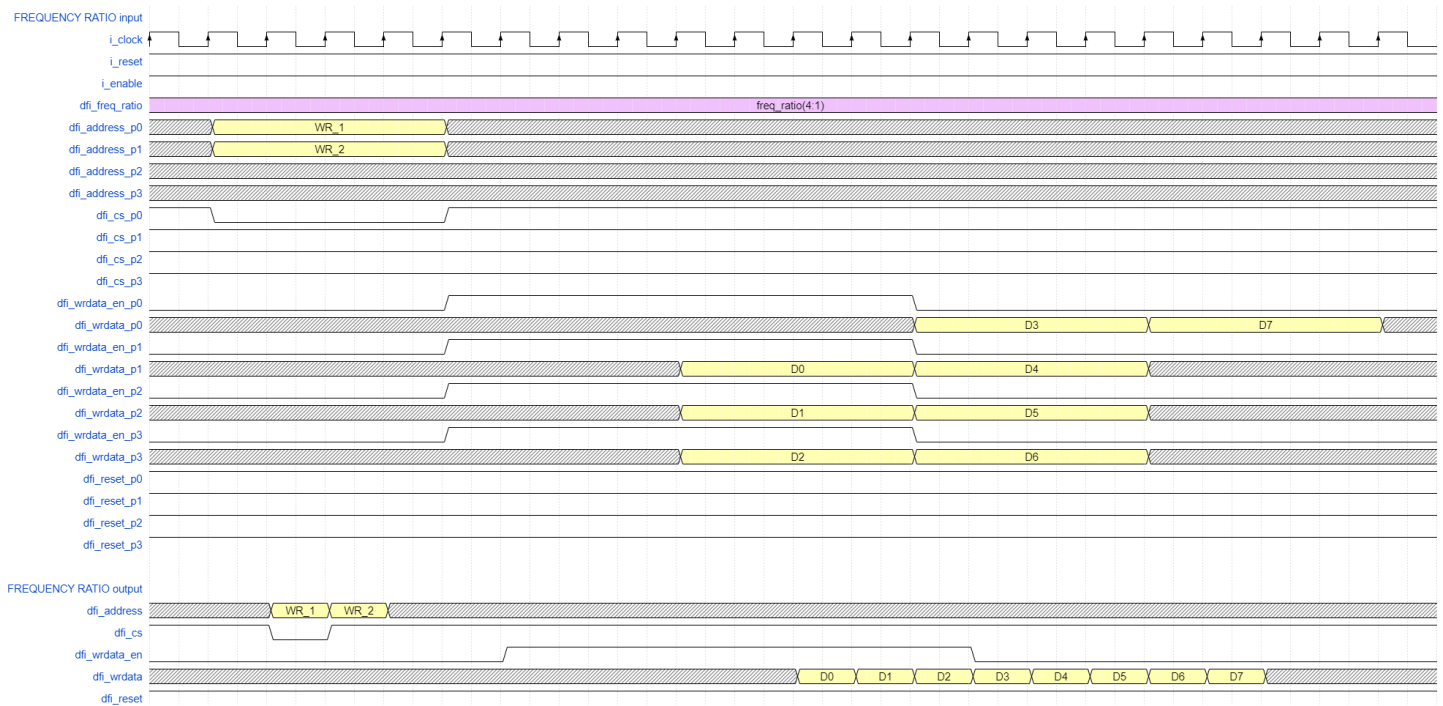 FREQUENCY RATIO input
i_clock
i_reset
i_enable
dfi_freq_ratio freq_ratio(4:1)
dfi_address_p0 WR_1
dfi_address_p1 WR_2
dfi_address_p2
dfi_address_p3
dfi_cs_p0
dfi_cs_p1
dfi_cs_p2
dfi_cs_p3
dfi_wrdata_en_p0
dfi_wrdata_p0 D3 D7
dfi_wrdata_en_p1
dfi_wrdata_p1 D0 D4
dfi_wrdata_en_p2
dfi_wrdata_p2 D1 D5
dfi_wrdata_en_p3
dfi_wrdata_p3 D2 D6
dfi_reset_p0
dfi_reset_p1
dfi_reset_p2
dfi_reset_p3
FREQUENCY RATIO output
dfi_address WR_1 WR_2
dfi_cs
dfi_wrdata_en
dfi_wrdata D0 D1 D2 D3 D4 D5 D6 D7
dfi_reset